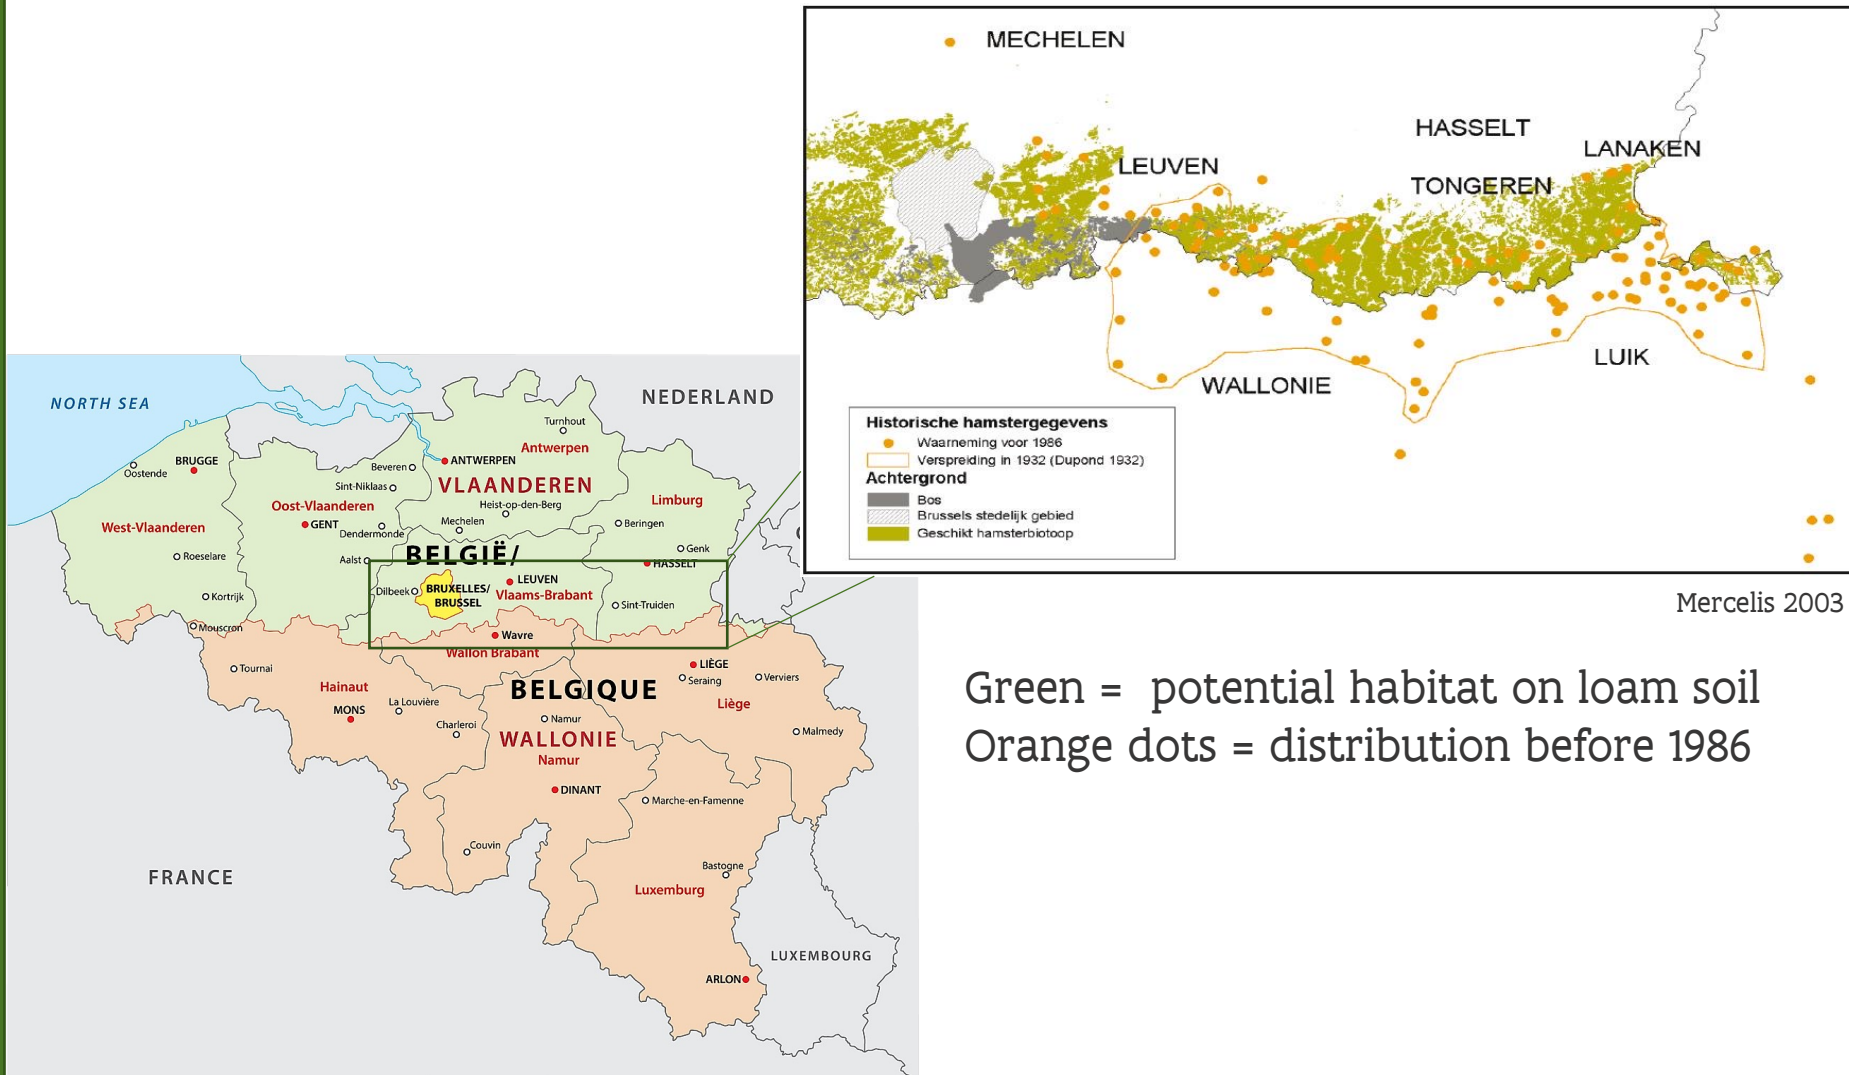 MECHELEN
HASSELT
LANAKEN
LEUVEN
TONGEREN
LUIK
WALLONIE
Historische hamstergegevens
Waarneming voor 1986
Verspreiding in 1932 (Dupond 1932)
Achtergrond
Bos
Brussels stedelijk gebied
Geschikt hamsterbiotoop
Mercelis 2003
Green = potential habitat on loam soil
Orange dots = distribution before 1986
NORTH SEA
NEDERLAND
Turnhout
Antwerpen
BRUGGE
Oostende
Beveren
ANTWERPEN
Sint-Niklaas
VLAANDEREN
Oost-Vlaanderen
Limburg
Heist-op-den-Berg
West-Vlaanderen
GENT
Dendermonde
Mechelen
Beringen
Roeselare
Aalst
BELGIË/
Genk
HASSELT
Dilbeek
BRUXELLES/
BRUSSEL
LEUVEN
Vlaams-Brabant
Kortrijk
Sint-Truiden
Mouscron
Wavre
Wallon Brabant
Tournai
LIÈGE
Seraing
Verviers
Hainaut
BELGIQUE
La Louvière
Liège
MONS
Charleroi
Namur
Malmedy
WALLONIE
Namur
DINANT
Marche-en-Famenne
Couvin
Bastogne
FRANCE
Luxemburg
LUXEMBOURG
ARLON